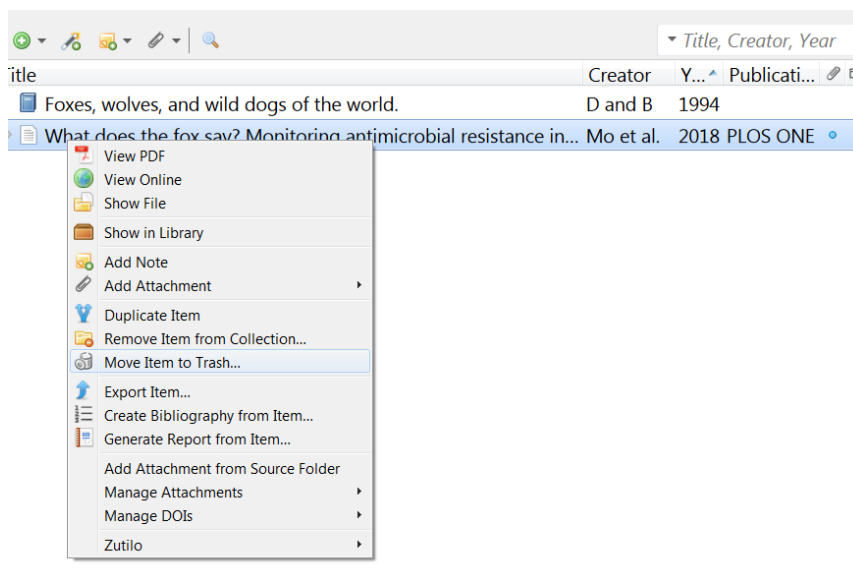 Title, Creator, Year
itle Creator Y... Publicati...
Foxes, wolves, and wild dogs of the world. D and B 1994
What does the fox say? Monitoring antimicrobial resistance in... Mo et al. 2018 PLOS ONE
View PDF
View Online
Show File
Show in Library
Add Note
Add Attachment
Duplicate Item
Remove Item from Collection...
Move Item to Trash...
Export Item...
Create Bibliography from Item...
Generate Report from Item...
Add Attachment from Source Folder
Manage Attachments
Manage DOIs
Zutilo